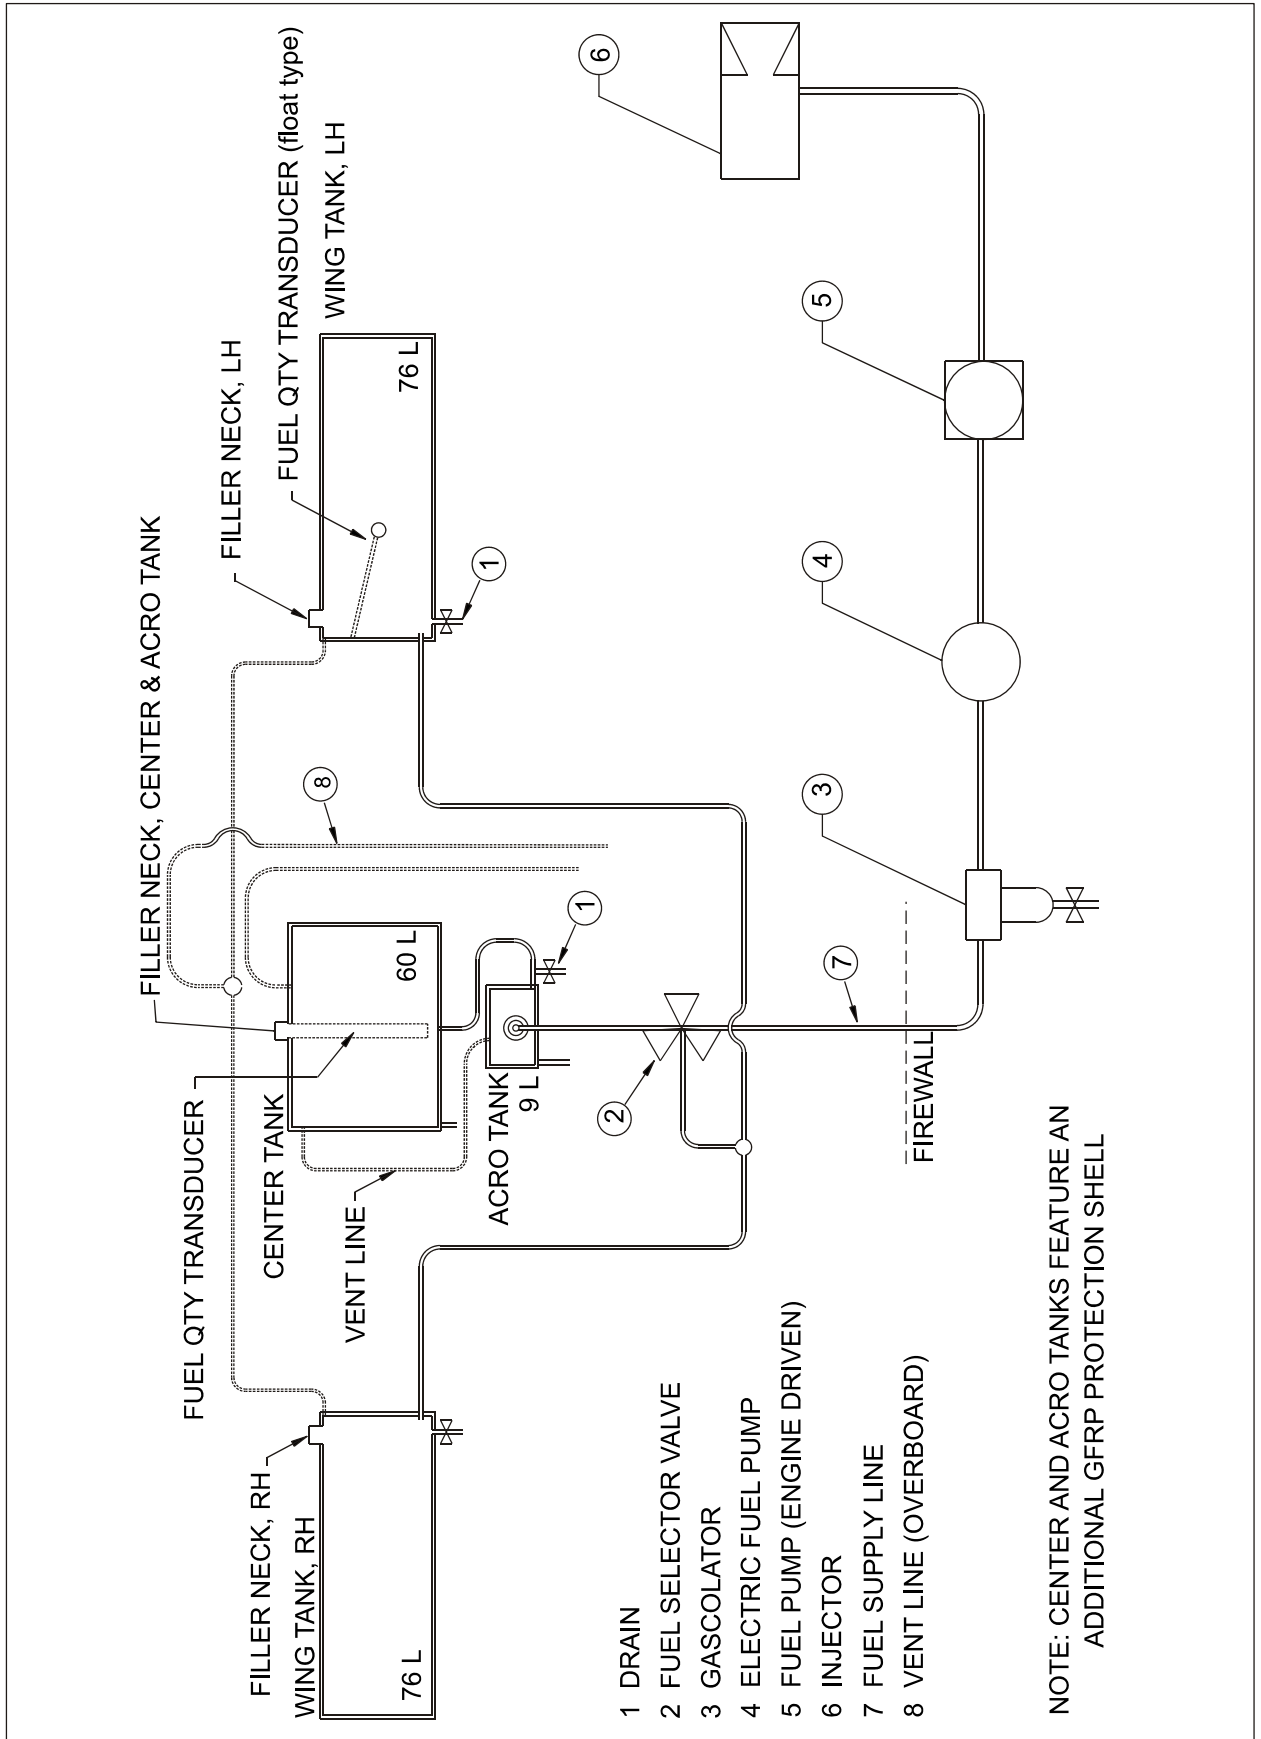 FILLER NECK, RH
WING TANK, RH
76 L
FUEL QTY TRANSDUCER
CENTER TANK
VENT LINE
60 L
ACRO TANK
9 L
FILLER NECK, CENTER & ACRO TANK
FILLER NECK, LH
FUEL QTY TRANSDUCER (float type)
WING TANK, LH
76 L
8
1
1
2
7
FIREWALL
3
4
5
6
1 DRAIN
2 FUEL SELECTOR VALVE
3 GASCOLATOR
4 ELECTRIC FUEL PUMP
5 FUEL PUMP (ENGINE DRIVEN)
6 INJECTOR
7 FUEL SUPPLY LINE
8 VENT LINE (OVERBOARD)
NOTE: CENTER AND ACRO TANKS FEATURE AN
ADDITIONAL GFRP PROTECTION SHELL